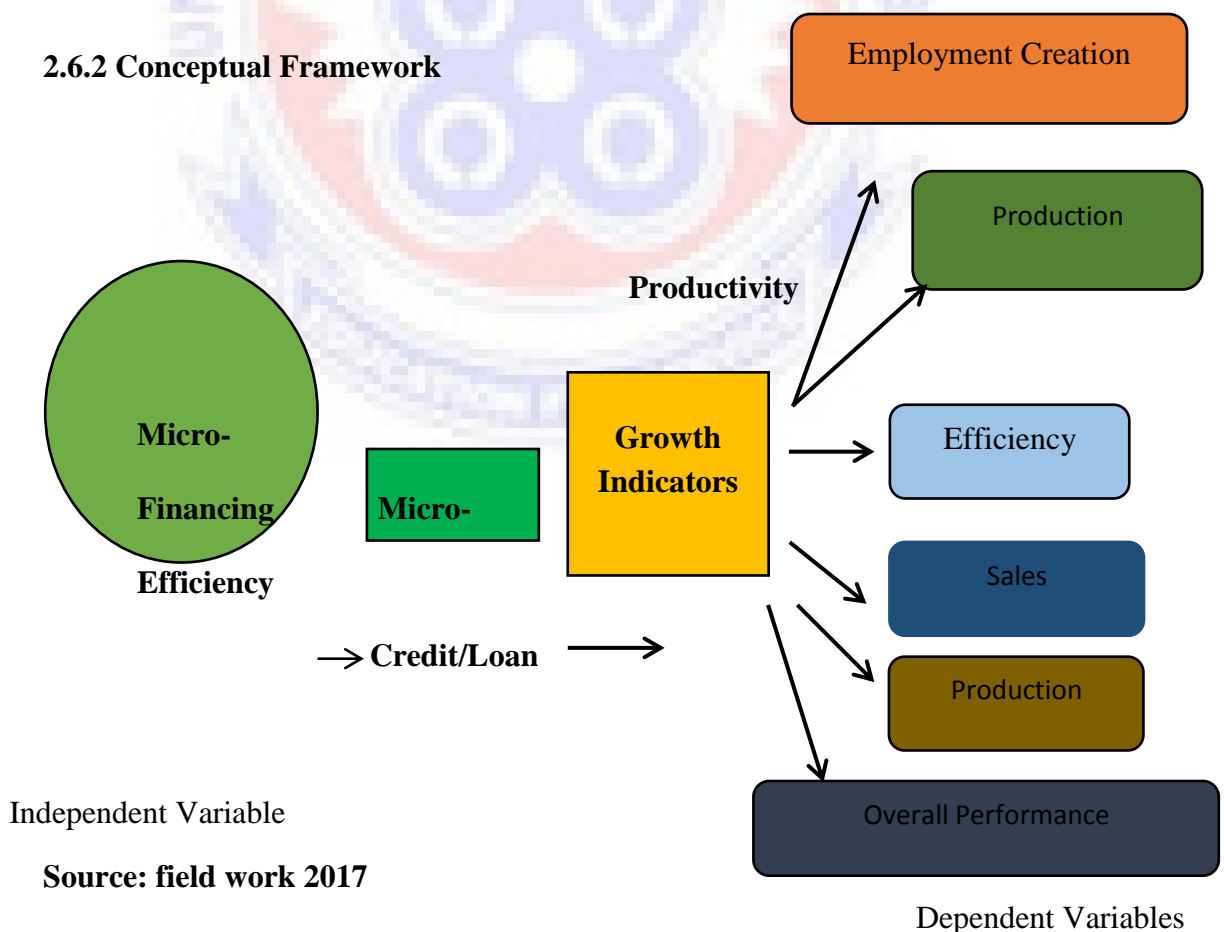 2.6.2 Conceptual Framework
Employment Creation
Production
Productivity
Micro-
Financing
Efficiency
Micro-
Growth
Indicators
Efficiency
Sales
Credit/Loan
Production
Independent Variable
Overall Performance
Source: field work 2017
Dependent Variables